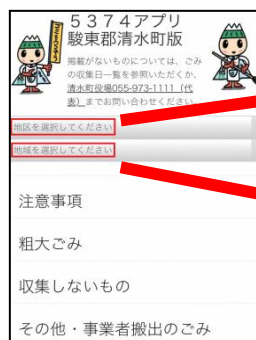 5374アプリ
駿東郡清水町版
掲載がないものについては、ごみ
の収集日一覧を参照いただくか、
清水町役場055-973-1111（代
表）までお問い合わせください。
地区を選択してください
地域を選択してください
注意事項
粗大ごみ
収集しないもの
その他・事業者搬出のごみ